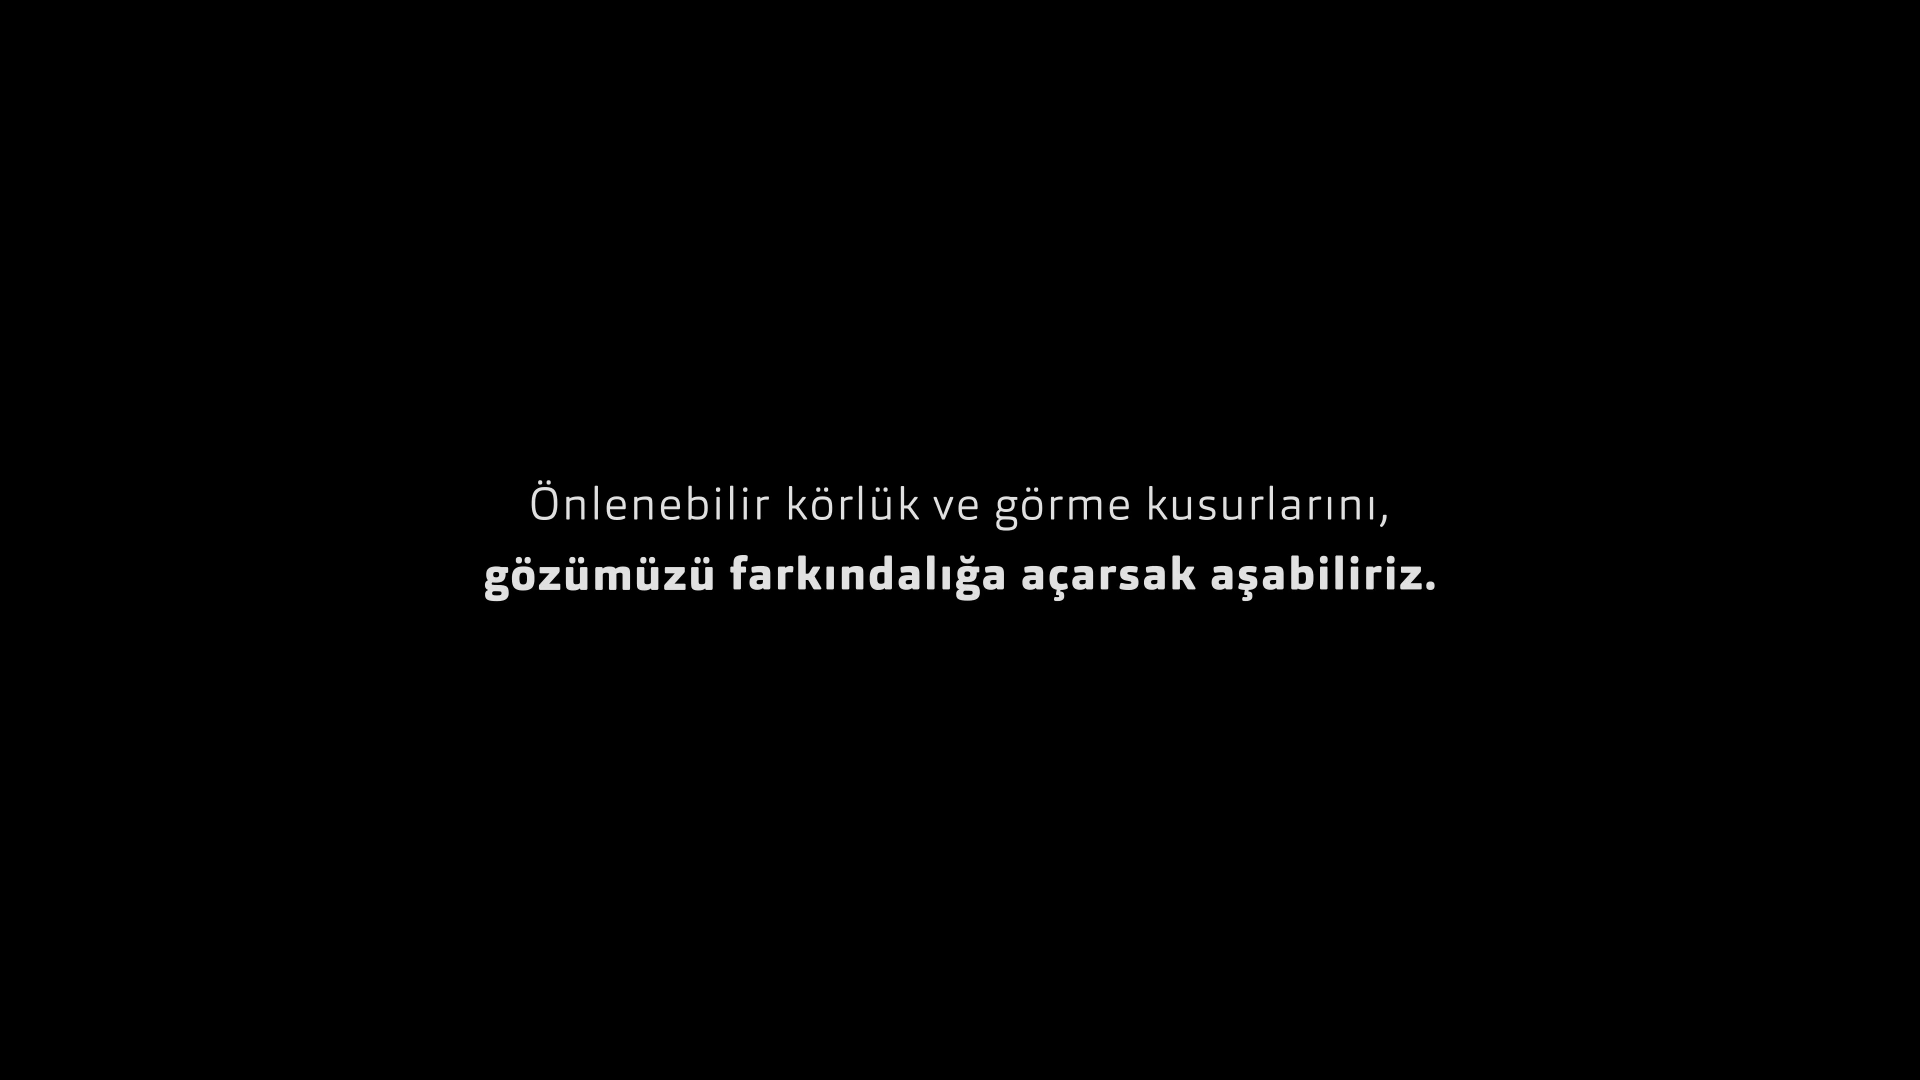 Önlenebilir körlük ve görme kusurlarını,
gözümüzü farkındalığa açarsak aşabiliriz.